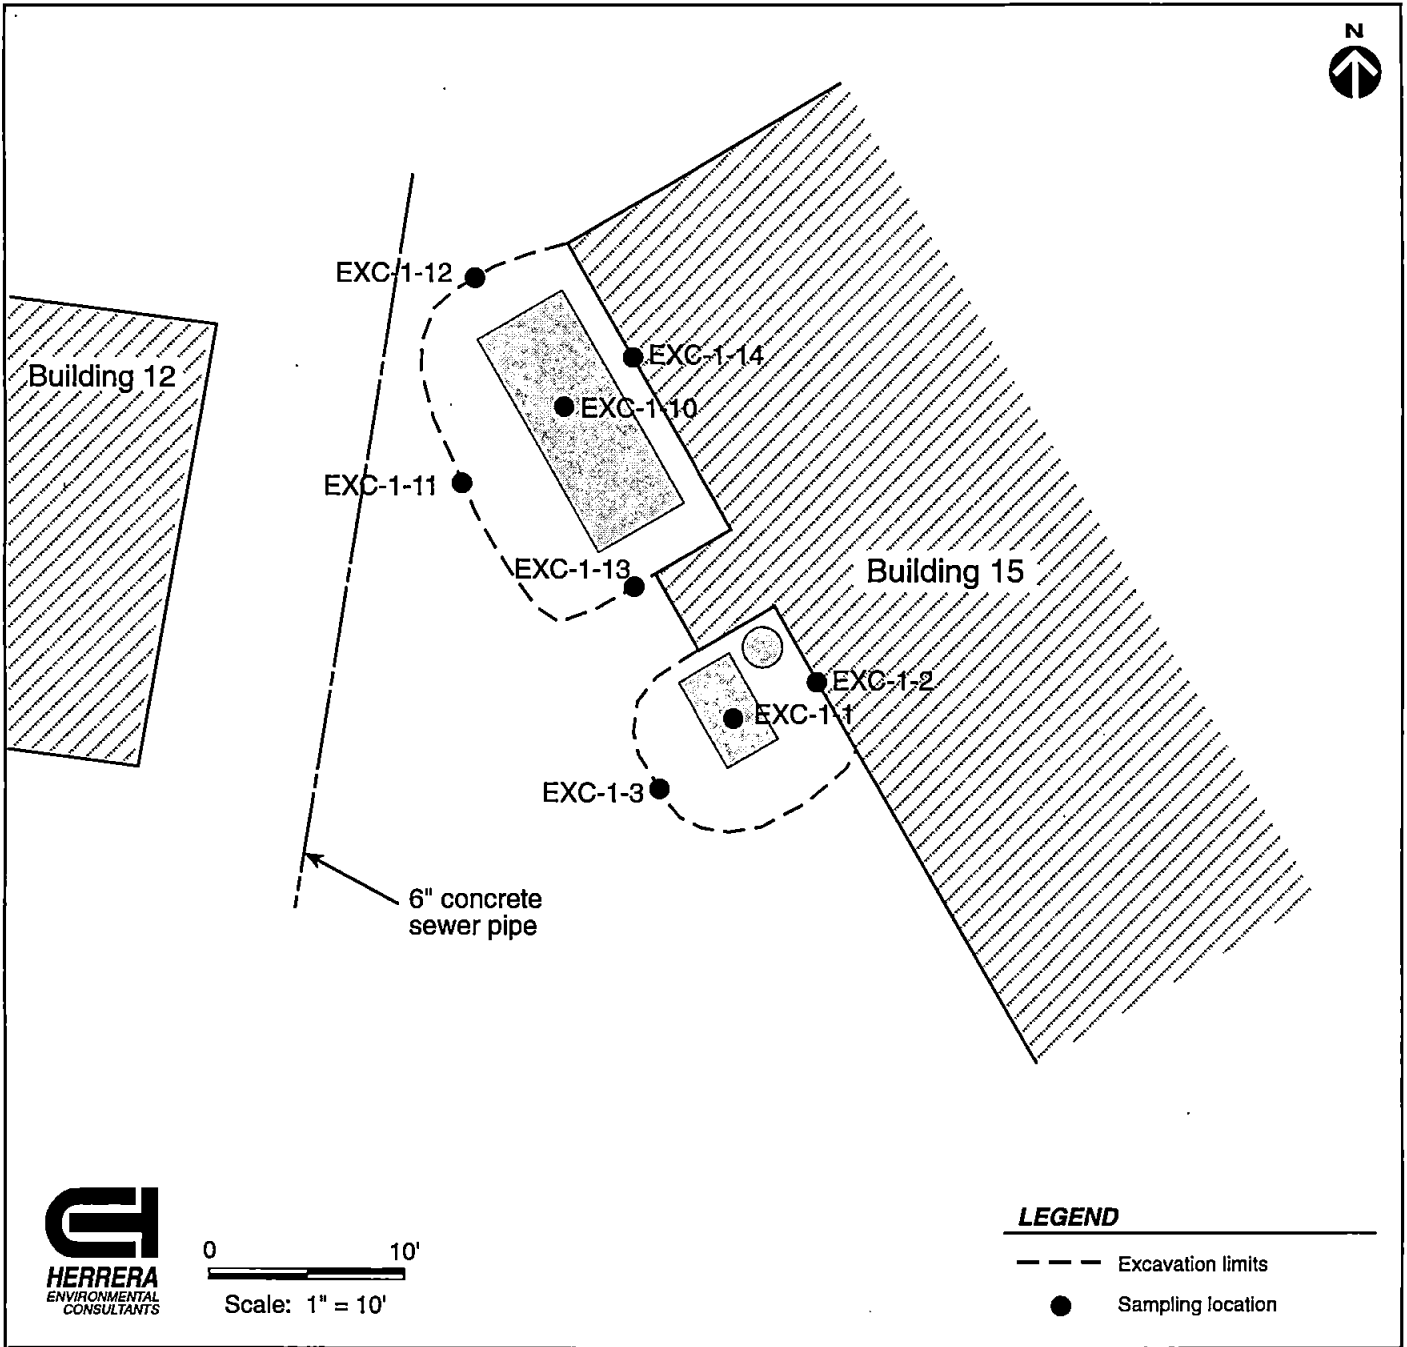 N
EXC-1-12
EXC-1-14
Building 12
EXC-1-10
EXC-1-11
EXC-1-13
Building 15
EXC-1-2
EXC-1-1
EXC-1-3
6" concrete
sewer pipe
HERRERA
ENVIRONMENTAL
CONSULTANTS
0 10'
Scale: 1" = 10'
LEGEND
Excavation limits
Sampling location